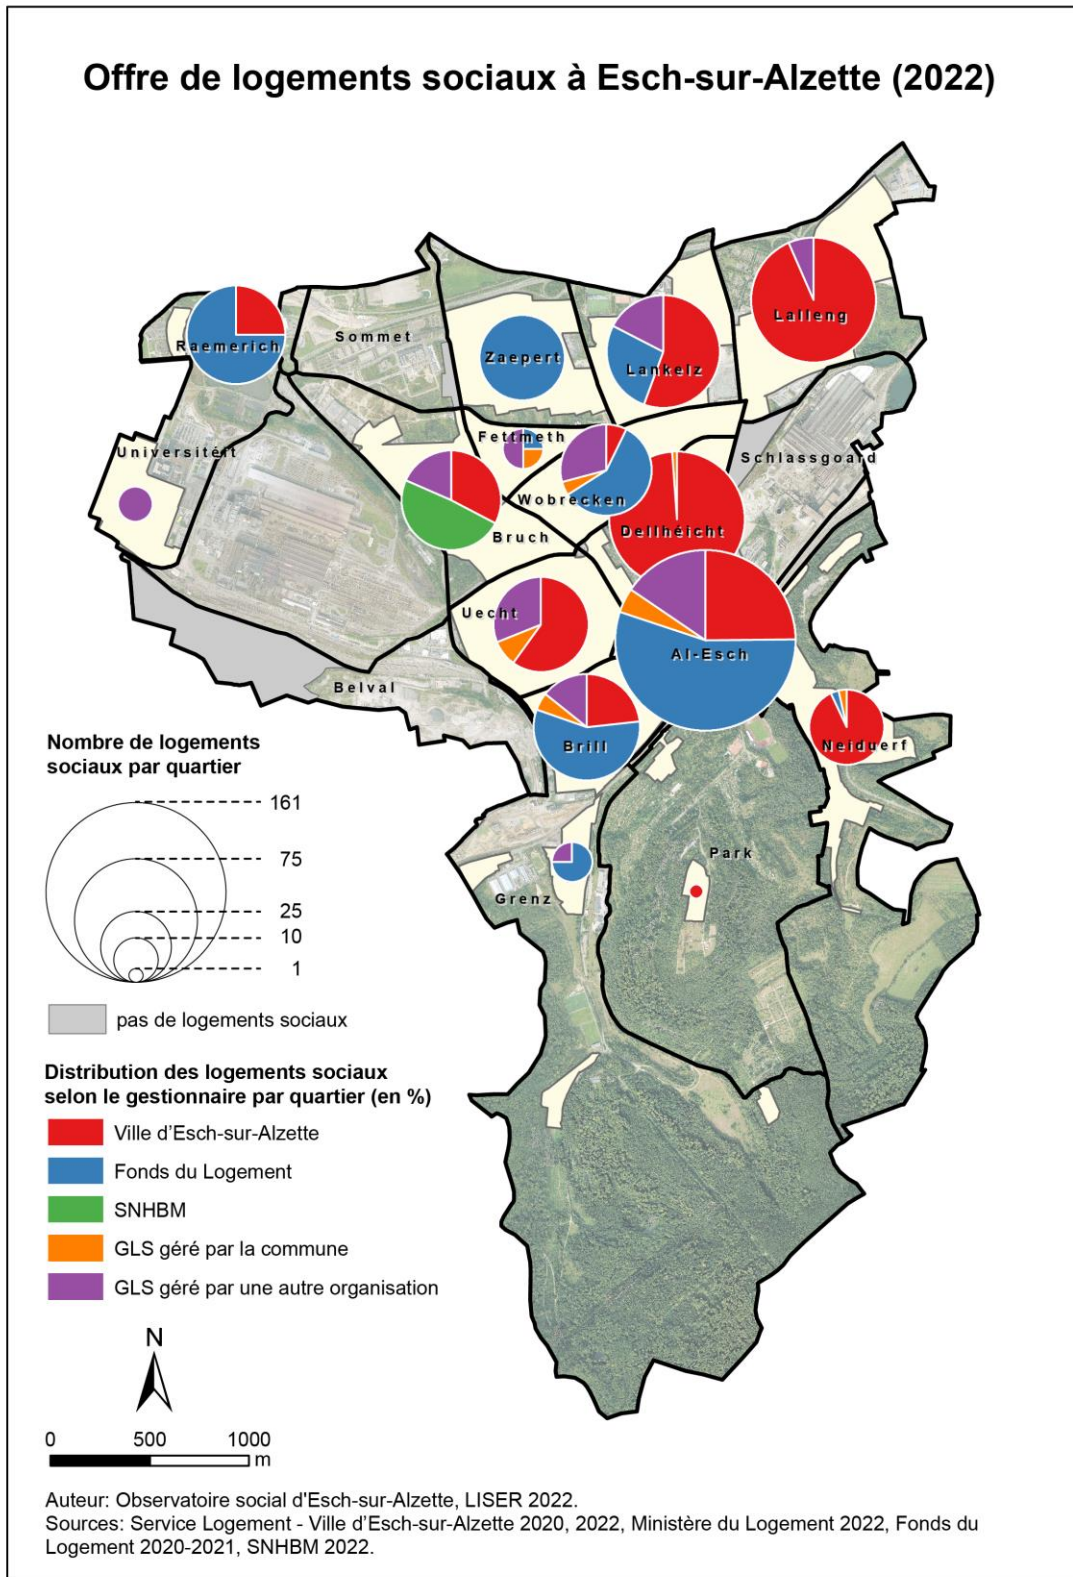 Offre de logements sociaux à Esch-sur-Alzette (2022)
Lalleng
Raemerich
Sommet
Zaepert
Lankelz
Fettmeth
Universitéit
Schlassgoard
Wobrecken
Dellhéicht
Bruch
Uecht
Al-Esch
Belval
Brill
Neiduerf
Park
Grenz
Nombre de logements
sociaux par quartier
161
75
25
10
1
pas de logements sociaux
Distribution des logements sociaux
selon le gestionnaire par quartier (en %)
Ville d'Esch-sur-Alzette
Fonds du Logement
SNHBM
GLS géré par la commune
GLS géré par une autre organisation
N
0 500 1000
m
Auteur: Observatoire social d'Esch-sur-Alzette, LISER 2022.
Sources: Service Logement - Ville d'Esch-sur-Alzette 2020, 2022, Ministère du Logement 2022, Fonds du
Logement 2020-2021, SNHBM 2022.